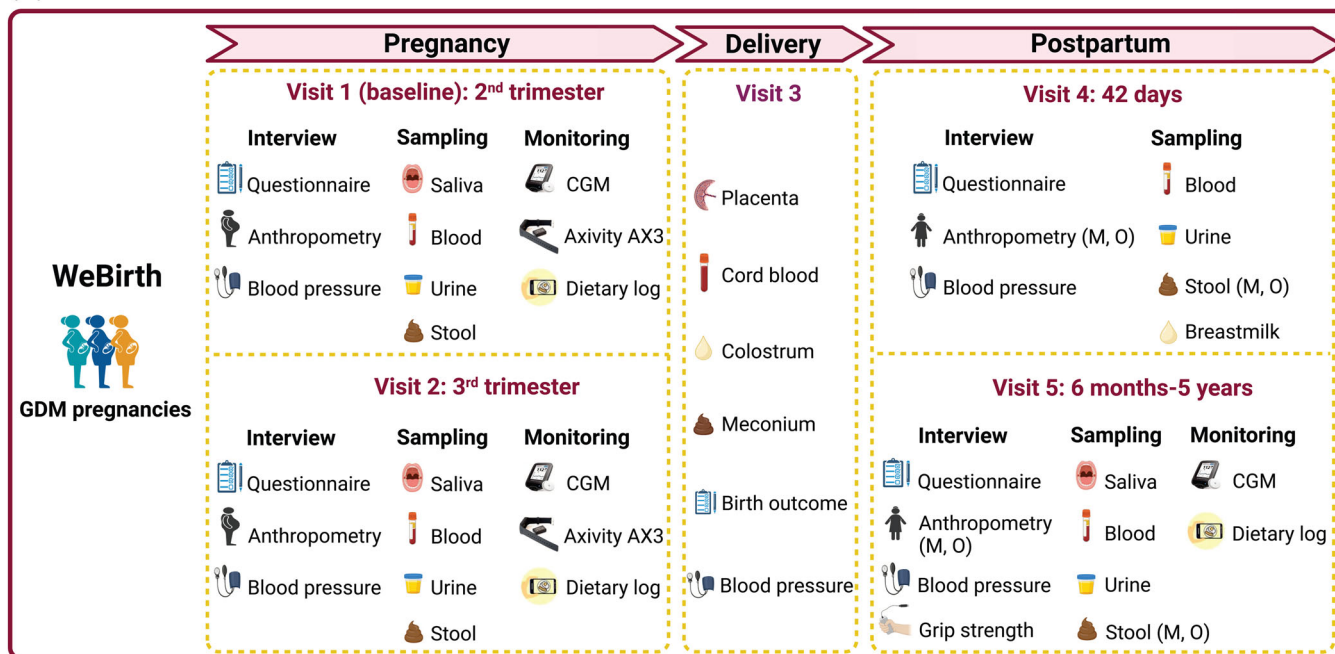 Pregnancy
Delivery
Postpartum
WeBirth
GDM pregnancies
Visit 1 (baseline): 2nd trimester
Interview
Questionnaire
Anthropometry
Blood pressure
Sampling
Saliva
Blood
Urine
Stool
Monitoring
CGM
Axivity AX3
Dietary log
Visit 2: 3rd trimester
Interview
Questionnaire
Anthropometry
Blood pressure
Sampling
Saliva
Blood
Urine
Stool
Monitoring
CGM
Axivity AX3
Dietary log
Visit 3
Placenta
Cord blood
Colostrum
Meconium
Birth outcome
Blood pressure
Visit 4: 42 days
Interview
Questionnaire
Anthropometry (M, O)
Blood pressure
Sampling
Blood
Urine
Stool (M, O)
Breastmilk
Visit 5: 6 months-5 years
Interview
Questionnaire
Anthropometry
(M, O)
Blood pressure
Grip strength
Sampling
Saliva
Blood
Urine
Stool (M, O)
Monitoring
CGM
Dietary log